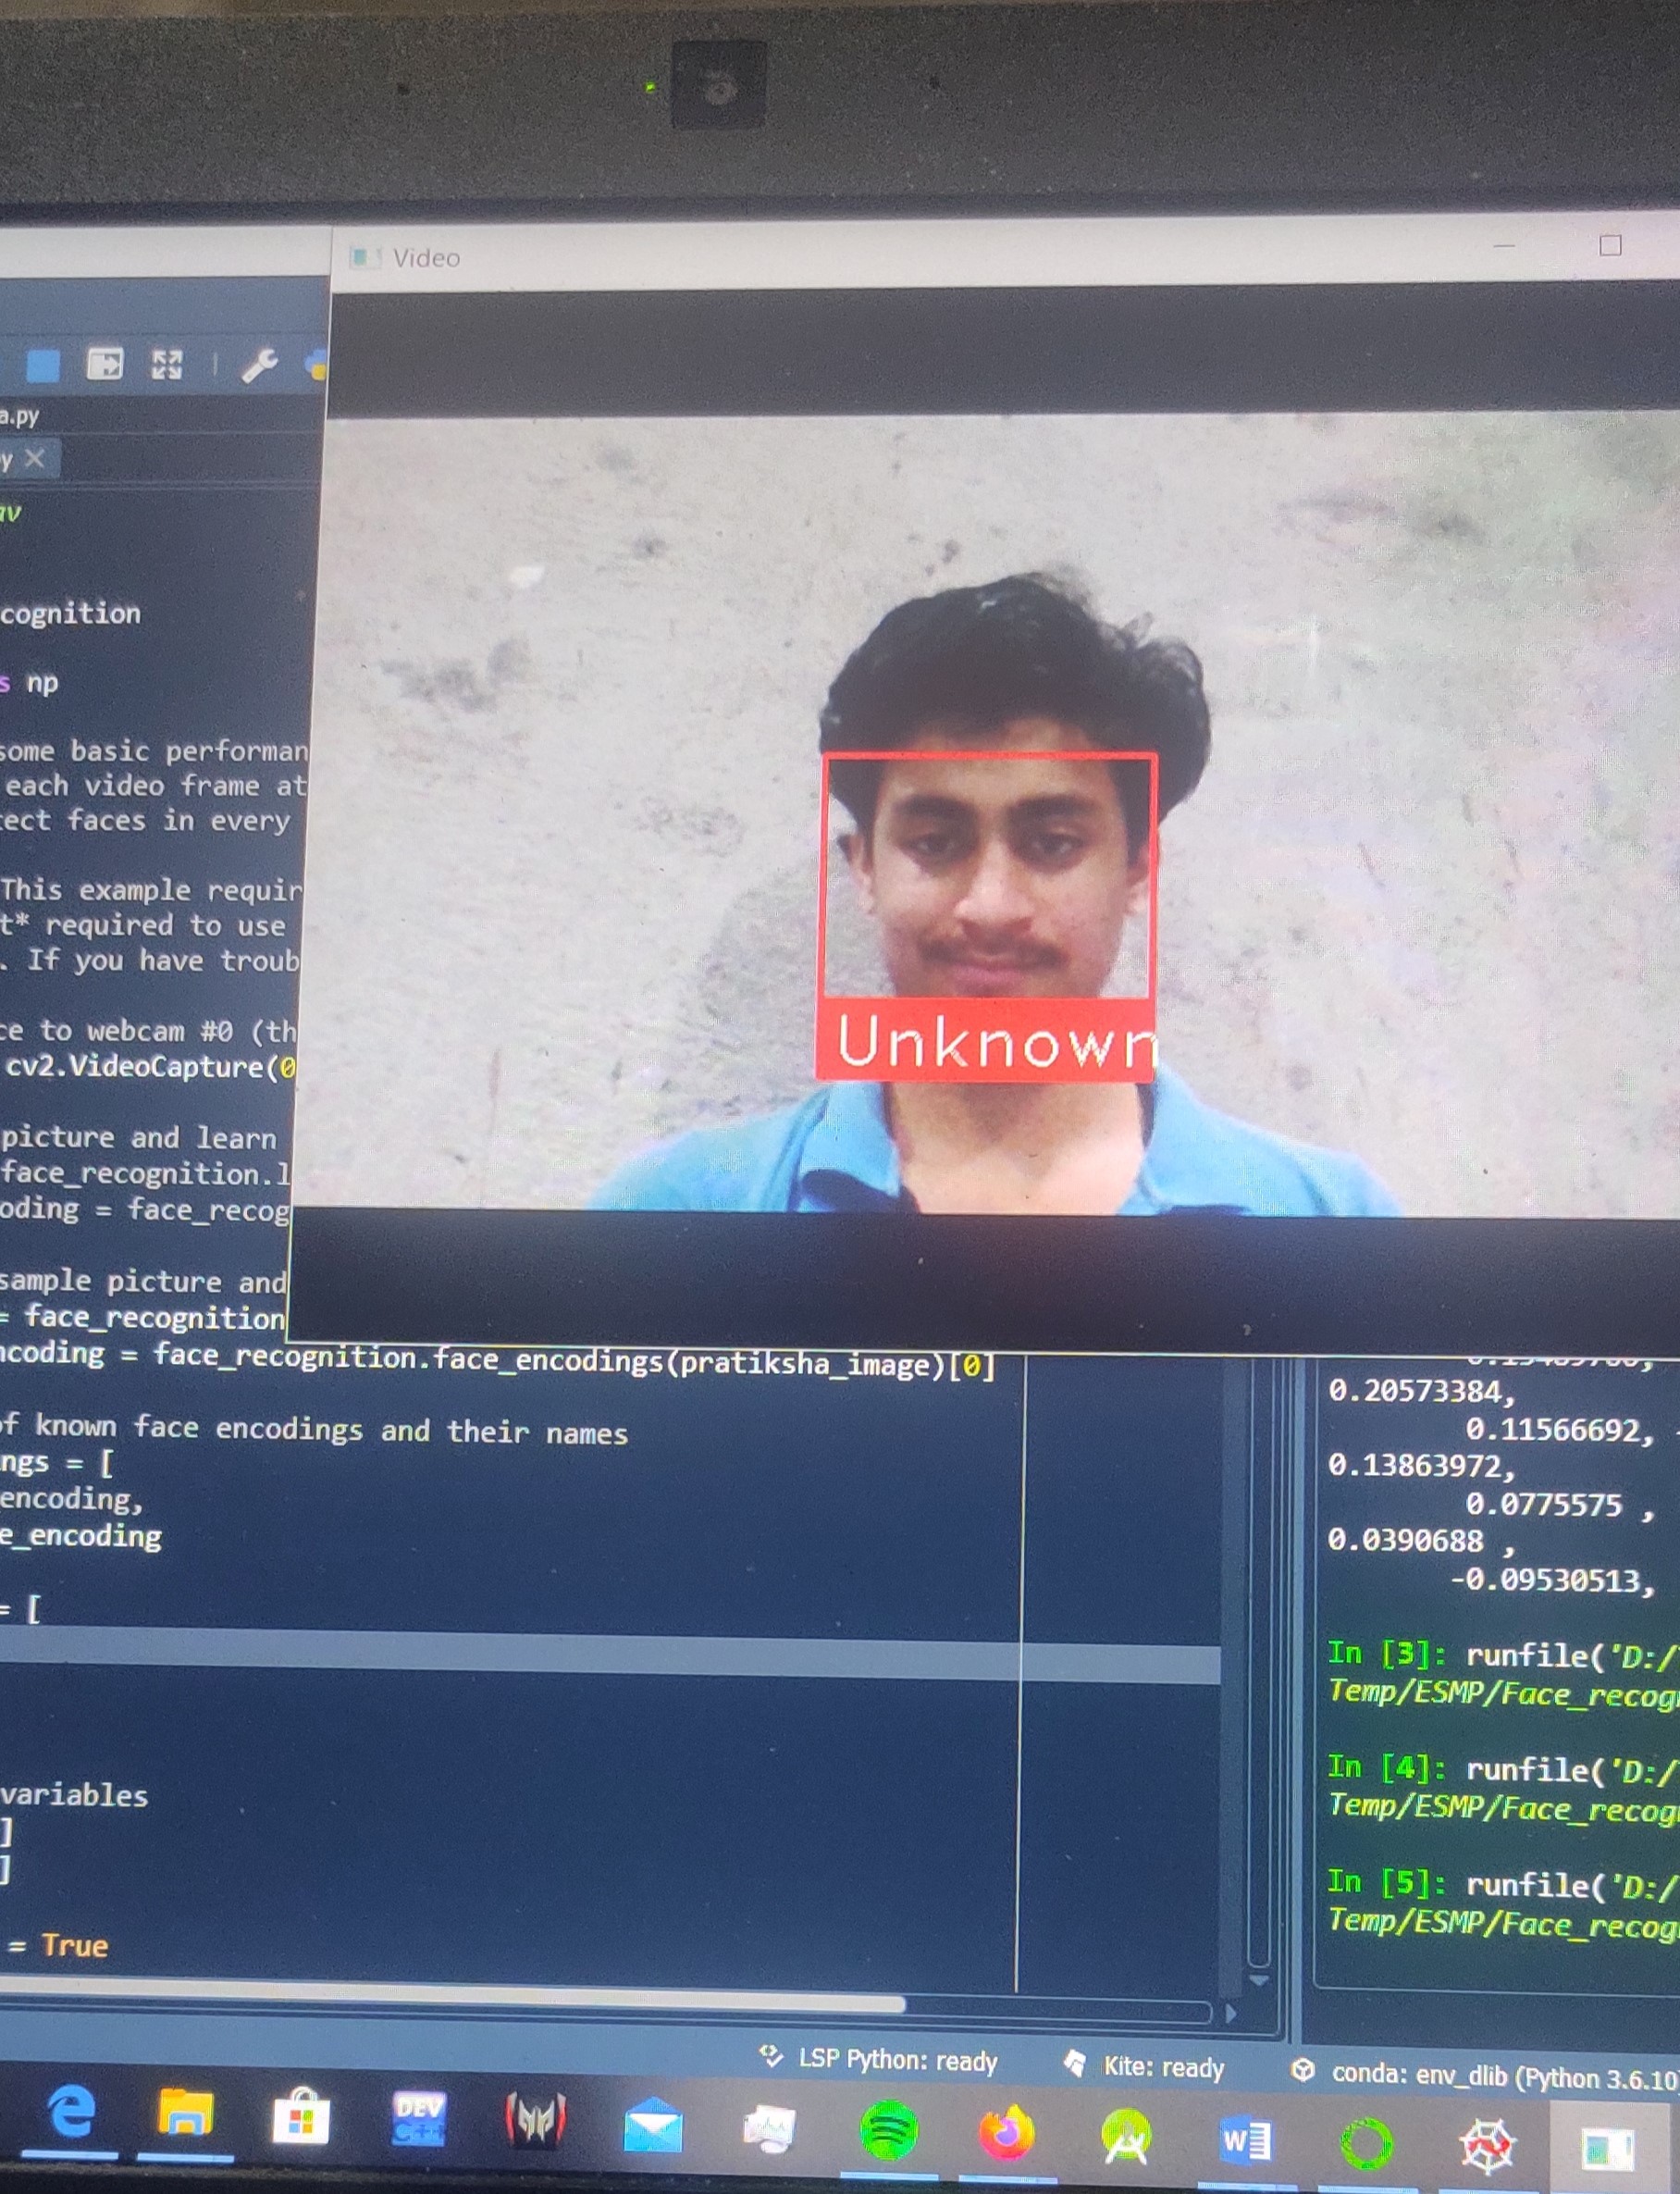 Video
a.py
y
av
cognition
s np
some basic performan
each video frame at
tect faces in every
This example requir
t* required to use
. If you have troub
ce to webcam #0 (th
cv2.VideoCapture(0
picture and learn
face_recognition.l
oding = face_recog
sample picture and
= face_recognition
ncoding = face_recognition.face_encodings(pratiksha_image)[0]
of known face encodings and their names
ngs = [
encoding,
e_encoding
= [
variables
]
]
= True
Unknown
0.20573384,
0.11566692, -
0.13863972,
0.0775575 ,
0.0390688 ,
-0.09530513,
In [3]: runfile('D:/
Temp/ESMP/Face_recog
In [4]: runfile('D:/
Temp/ESMP/Face_recog
In [5]: runfile('D:/
Temp/ESMP/Face_recog
LSP Python: ready
Kite: ready
conda: env_dlib (Python 3.6.10
DEV
C++
W